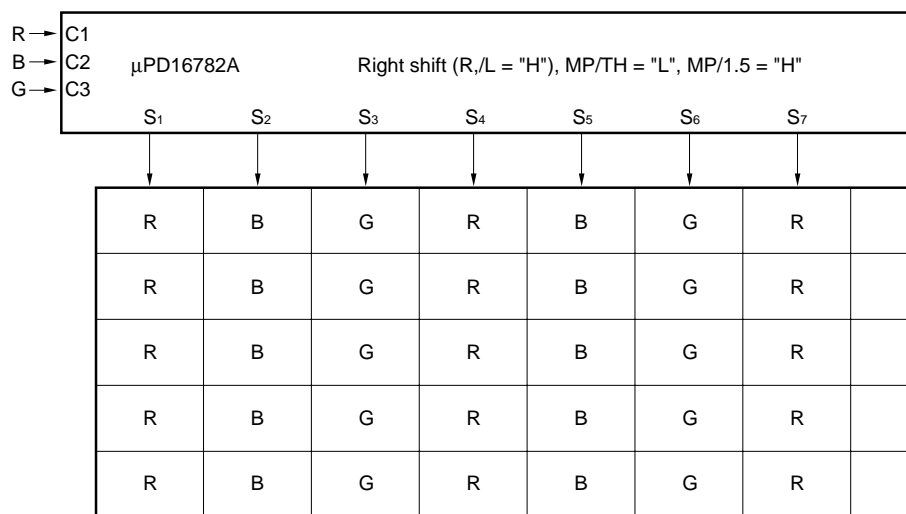 R C1
B C2 μPD16782A Right shift (R,/L = "H"), MP/TH = "L", MP/1.5 = "H"
G C3
S1 S2 S3 S4 S5 S6 S7
R B G R B G R
R B G R B G R
R B G R B G R
R B G R B G R
R B G R B G R